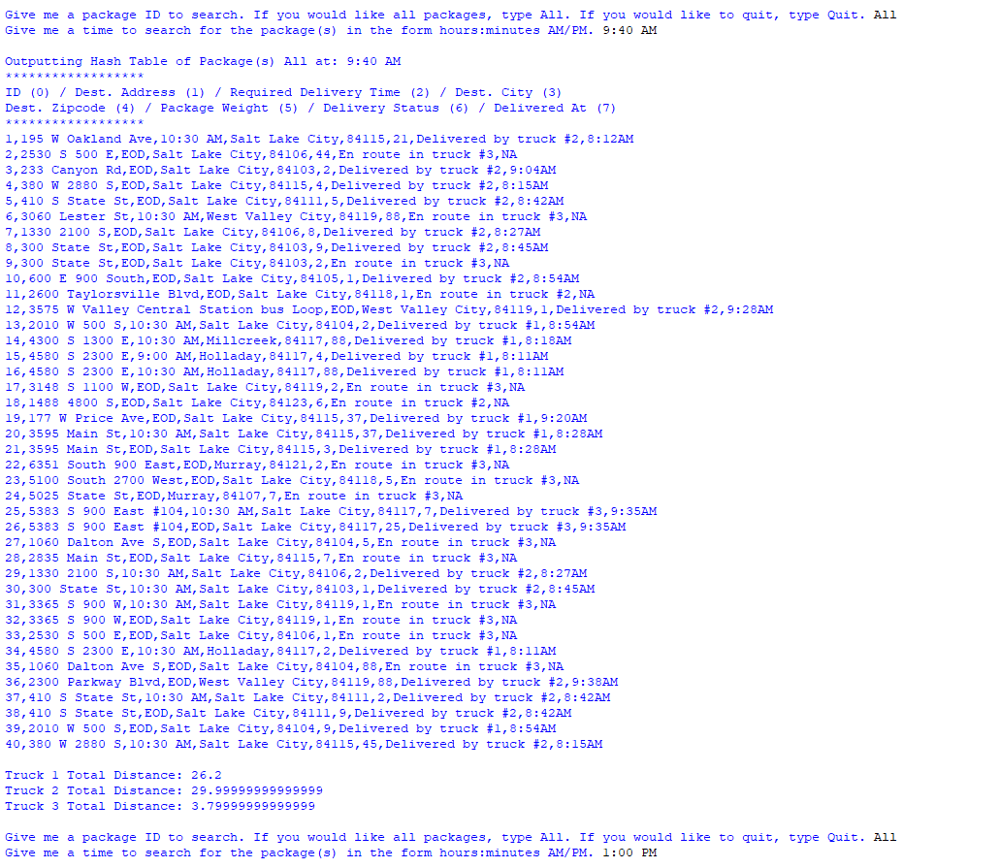 Give me a package ID to search. If you would like all packages, type All. If you would like to quit, type Quit. All
Give me a time to search for the package(s) in the form hours:minutes AM/PM. 9:40 AM
Outputting Hash Table of Package(s) All at: 9:40 AM
******************
ID (0) / Dest. Address (1) / Required Delivery Time (2) / Dest. City (3)
Dest. Zipcode (4) / Package Weight (5) / Delivery Status (6) / Delivered At (7)
******************
1,195 W Oakland Ave,10:30 AM,Salt Lake City,84115,21,Delivered by truck #2,8:12AM
2,2530 S 500 E,EOD,Salt Lake City,84106,44,En route in truck #3,NA
3,233 Canyon Rd,EOD,Salt Lake City,84103,2,Delivered by truck #2,9:04AM
4,380 W 2880 S,EOD,Salt Lake City,84115,4,Delivered by truck #2,8:15AM
5,410 S State St,EOD,Salt Lake City,84111,5,Delivered by truck #2,8:42AM
6,3060 Lester St,10:30 AM,West Valley City,84119,88,En route in truck #3,NA
7,1330 2100 S,EOD,Salt Lake City,84106,8,Delivered by truck #2,8:27AM
8,300 State St,EOD,Salt Lake City,84103,9,Delivered by truck #2,8:45AM
9,300 State St,EOD,Salt Lake City,84103,2,En route in truck #3,NA
10,600 E 900 South,EOD,Salt Lake City,84105,1,Delivered by truck #2,8:54AM
11,2600 Taylorsville Blvd,EOD,Salt Lake City,84118,1,En route in truck #2,NA
12,3575 W Valley Central Station bus Loop,EOD,West Valley City,84119,1,Delivered by truck #2,9:28AM
13,2010 W 500 S,10:30 AM,Salt Lake City,84104,2,Delivered by truck #1,8:54AM
14,4300 S 1300 E,10:30 AM,Millcreek,84117,88,Delivered by truck #1,8:18AM
15,4580 S 2300 E,9:00 AM,Holladay,84117,4,Delivered by truck #1,8:11AM
16,4580 S 2300 E,10:30 AM,Holladay,84117,88,Delivered by truck #1,8:11AM
17,3148 S 1100 W,EOD,Salt Lake City,84119,2,En route in truck #3,NA
18,1488 4800 S,EOD,Salt Lake City,84123,6,En route in truck #2,NA
19,177 W Price Ave,EOD,Salt Lake City,84115,37,Delivered by truck #1,9:20AM
20,3595 Main St,10:30 AM,Salt Lake City,84115,37,Delivered by truck #1,8:28AM
21,3595 Main St,EOD,Salt Lake City,84115,3,Delivered by truck #1,8:28AM
22,6351 South 900 East,EOD,Murray,84121,2,En route in truck #3,NA
23,5100 South 2700 West,EOD,Salt Lake City,84118,5,En route in truck #3,NA
24,5025 State St,EOD,Murray,84107,7,En route in truck #3,NA
25,5383 S 900 East #104,10:30 AM,Salt Lake City,84117,7,Delivered by truck #3,9:35AM
26,5383 S 900 East #104,EOD,Salt Lake City,84117,25,Delivered by truck #3,9:35AM
27,1060 Dalton Ave S,EOD,Salt Lake City,84104,5,En route in truck #3,NA
28,2835 Main St,EOD,Salt Lake City,84115,7,En route in truck #3,NA
29,1330 2100 S,10:30 AM,Salt Lake City,84106,2,Delivered by truck #2,8:27AM
30,300 State St,10:30 AM,Salt Lake City,84103,1,Delivered by truck #2,8:45AM
31,3365 S 900 W,10:30 AM,Salt Lake City,84119,1,En route in truck #3,NA
32,3365 S 900 W,EOD,Salt Lake City,84119,1,En route in truck #3,NA
33,2530 S 500 E,EOD,Salt Lake City,84106,1,En route in truck #3,NA
34,4580 S 2300 E,10:30 AM,Holladay,84117,2,Delivered by truck #1,8:11AM
35,1060 Dalton Ave S,EOD,Salt Lake City,84104,88,En route in truck #3,NA
36,2300 Parkway Blvd,EOD,West Valley City,84119,88,Delivered by truck #2,9:38AM
37,410 S State St,10:30 AM,Salt Lake City,84111,2,Delivered by truck #2,8:42AM
38,410 S State St,EOD,Salt Lake City,84111,9,Delivered by truck #2,8:42AM
39,2010 W 500 S,EOD,Salt Lake City,84104,9,Delivered by truck #1,8:54AM
40,380 W 2880 S,10:30 AM,Salt Lake City,84115,45,Delivered by truck #2,8:15AM
Truck 1 Total Distance: 26.2
Truck 2 Total Distance: 29.99999999999999
Truck 3 Total Distance: 3.79999999999999
Give me a package ID to search. If you would like all packages, type All. If you would like to quit, type Quit. All
Give me a time to search for the package(s) in the form hours:minutes AM/PM. 1:00 PM